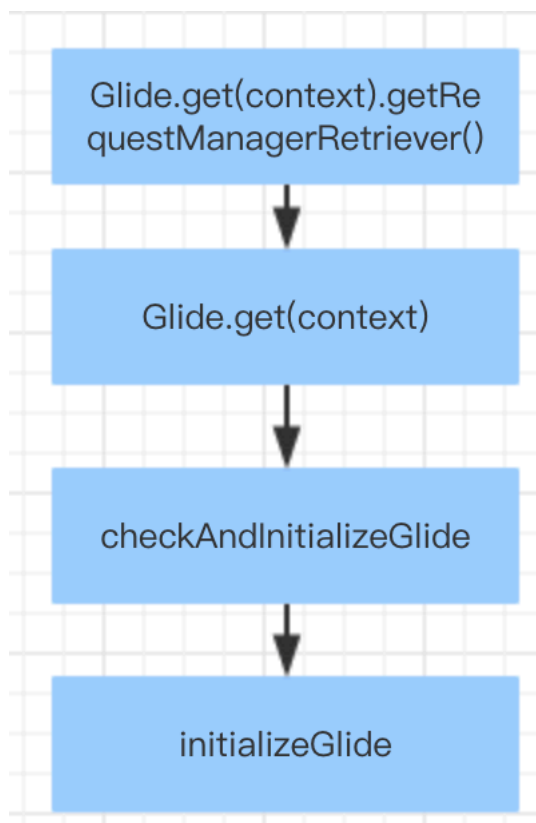 Glide.get(context).getRe
questManagerRetriever()
Glide.get(context)
checkAndInitializeGlide
initializeGlide